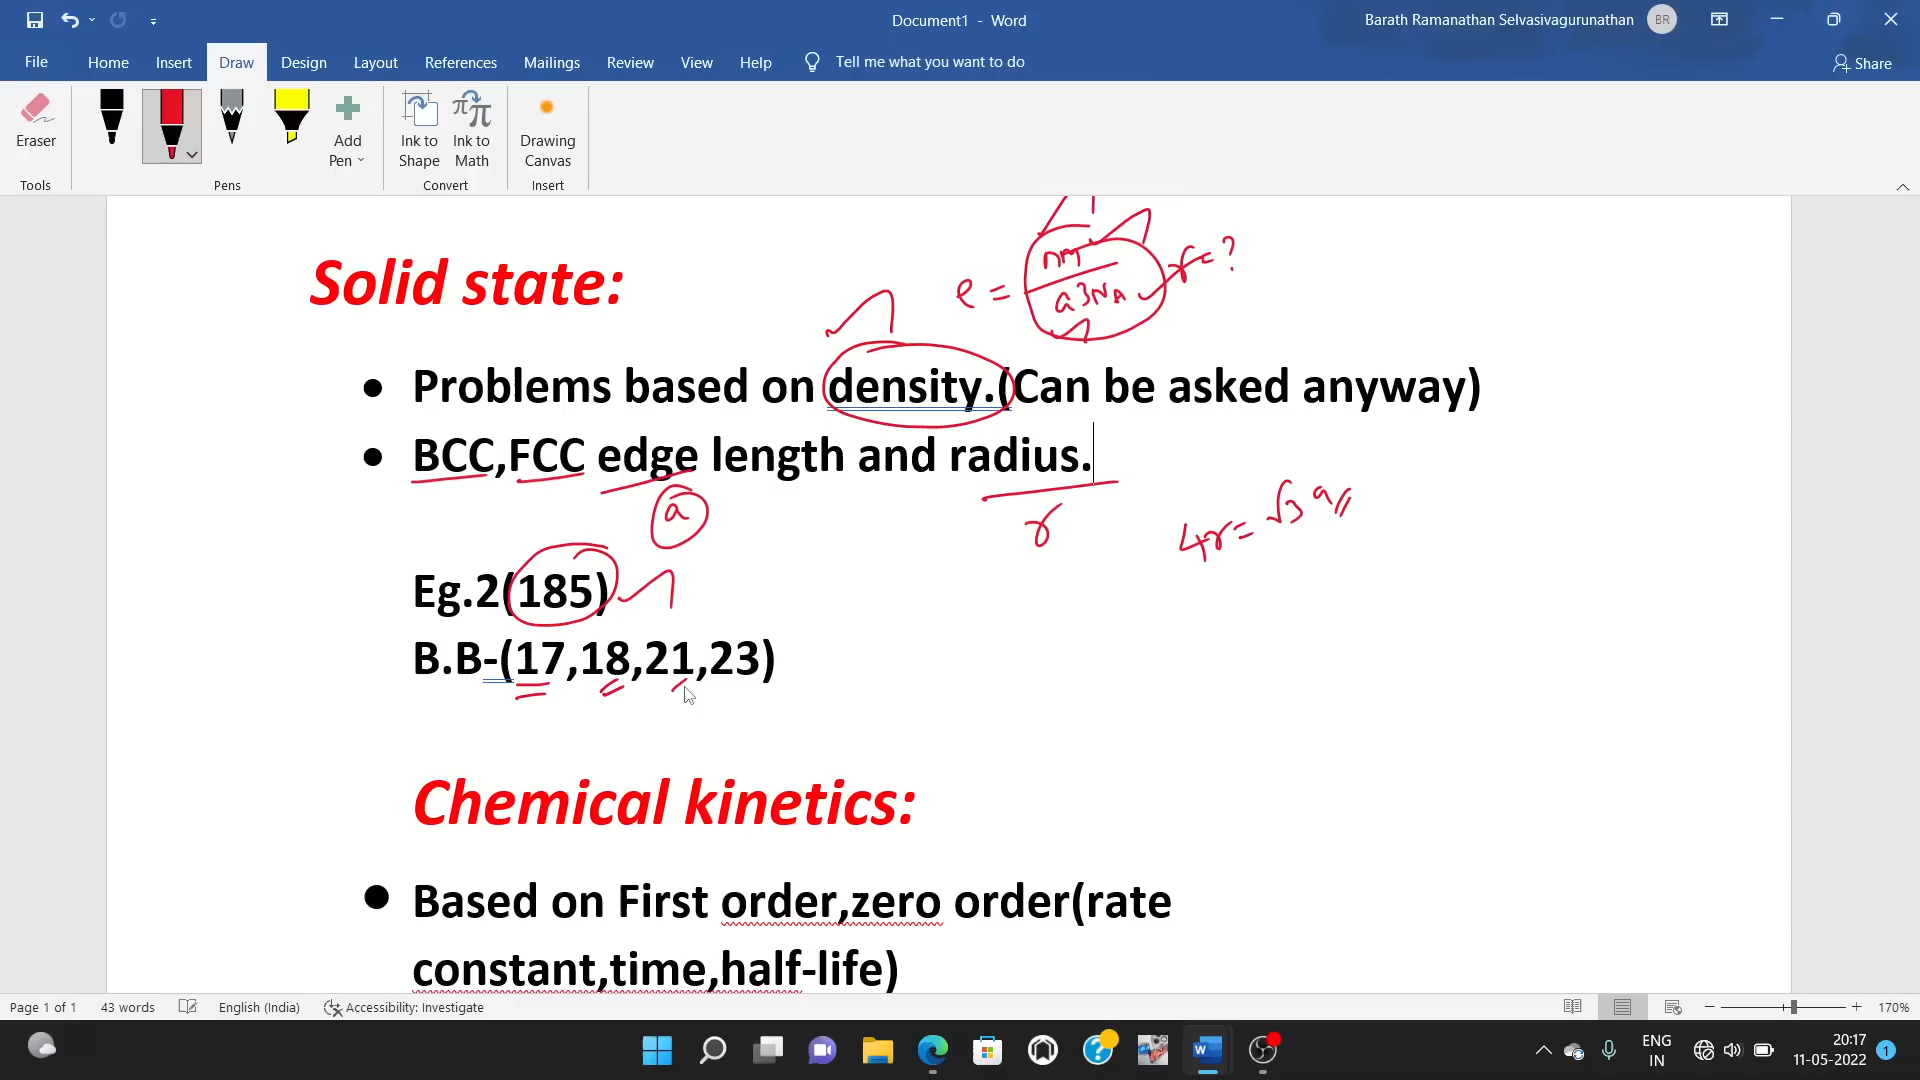 Document1 - Word
Barath Ramanathan Selvasivagurunathan
BR
File
Home
Insert
Draw
Design
Layout
References
Mailings
Review
View
Help
Tell me what you want to do
Share
Eraser
Add
Pen
Ink to
Shape
Ink to
Math
Drawing
Canvas
Tools
Pens
Convert
Insert
Solid state:
e = nM / a3NA r = ?
• Problems based on density.(Can be asked anyway)
• BCC,FCC edge length and radius.
a
r
4r = √3 a
Eg.2(185)
B.B-(17,18,21,23)
Chemical kinetics:
• Based on First order,zero order(rate
constant,time,half-life)
Page 1 of 1
43 words
English (India)
Accessibility: Investigate
170%
ENG
IN
20:17
11-05-2022
1